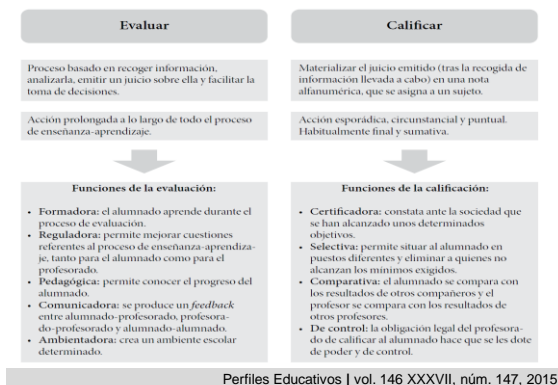 Evaluar
Proceso basado en recoger información,
analizarla, emitir un juicio sobre ella y facilitar la
toma de decisiones.
Acción prolongada a lo largo de todo el proceso
de enseñanza-aprendizaje.
Funciones de la evaluación:
• Formadora: el alumnado aprende durante el
proceso de evaluación.
• Reguladora: permite mejorar cuestiones
referentes al proceso de enseñanza-aprendiza-
je, tanto para el alumnado como para el
profesorado.
• Pedagógica: permite conocer el progreso del
alumnado.
• Comunicadora: se produce un feedback
entre alumnado-profesorado, profesora-
do-profesorado y alumnado-alumnado.
• Ambientadora: crea un ambiente escolar
determinado.
Calificar
Materializar el juicio emitido (tras la recogida de
información llevada a cabo) en una nota
alfanumérica, que se asigna a un sujeto.
Acción esporádica, circunstancial y puntual.
Habitualmente final y sumativa.
Funciones de la calificación:
• Certificadora: constata ante la sociedad que
se han alcanzado unos determinados
objetivos.
• Selectiva: permite situar al alumnado en
puestos diferentes y eliminar a quienes no
alcanzan los mínimos exigidos.
• Comparativa: el alumnado se compara con
los resultados de otros compañeros y el
profesor se compara con los resultados de
otros profesores.
• De control: la obligación legal del profesora-
do de calificar al alumnado hace que se les dote
de poder y de control.
Perfiles Educativos | vol. 146 XXXVII, núm. 147, 2015